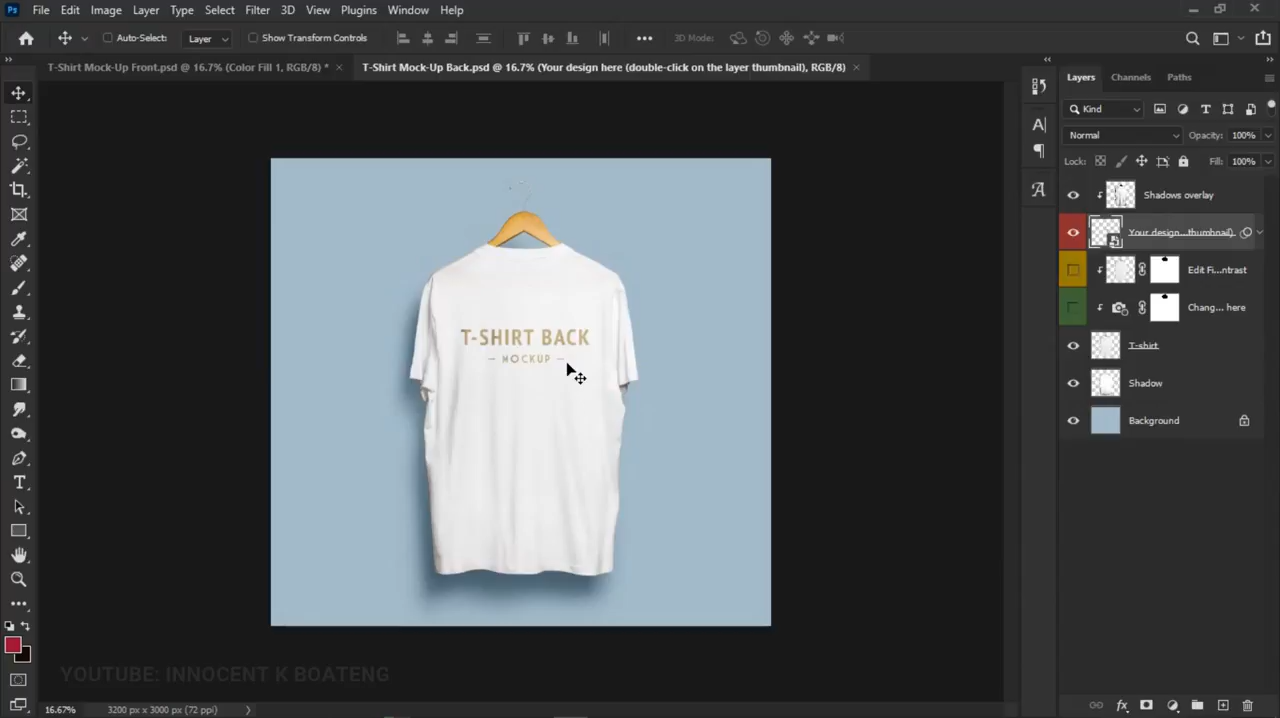 Ps File Edit Image Layer Type Select Filter 3D View Plugins Window Help
Auto-Select: Layer Show Transform Controls 3D Mode:
T-Shirt Mock-Up Front.psd @ 16.7% (Color Fill 1, RGB/8) * T-Shirt Mock-Up Back.psd @ 16.7% (Your design here (double-click on the layer thumbnail), RGB/8)
Layers Channels Paths
Kind
Normal Opacity: 100%
Lock: Fill: 100%
Shadows overlay
Your design...thumbnail)
Edit Fi...ntrast
Chang... here
T-shirt
Shadow
Background
T-SHIRT BACK
— MOCKUP —
YOUTUBE: INNOCENT K BOATENG
16.67% 3200 px x 3000 px (72 ppi)